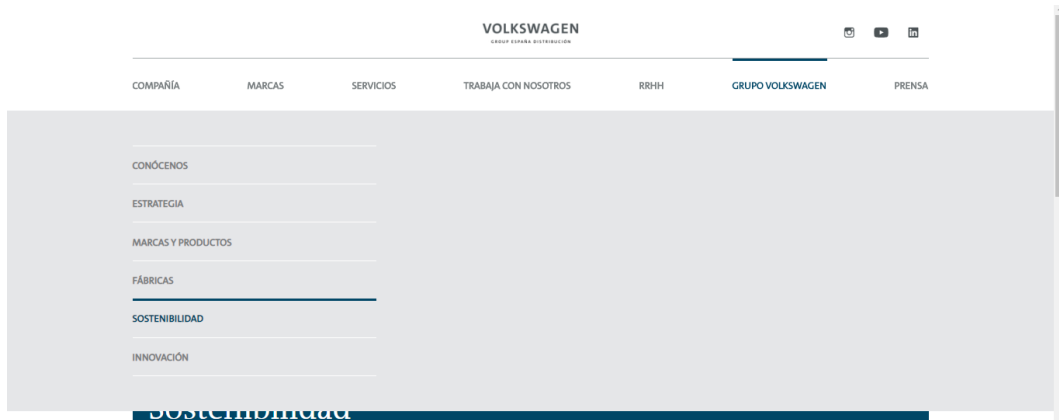 VOLKSWAGEN
GROUP ESPAÑA DISTRIBUCIÓN
COMPAÑÍA MARCAS SERVICIOS TRABAJA CON NOSOTROS RRHH GRUPO VOLKSWAGEN PRENSA
CONÓCENOS
ESTRATEGIA
MARCAS Y PRODUCTOS
FÁBRICAS
SOSTENIBILIDAD
INNOVACIÓN
Sostenibilidad